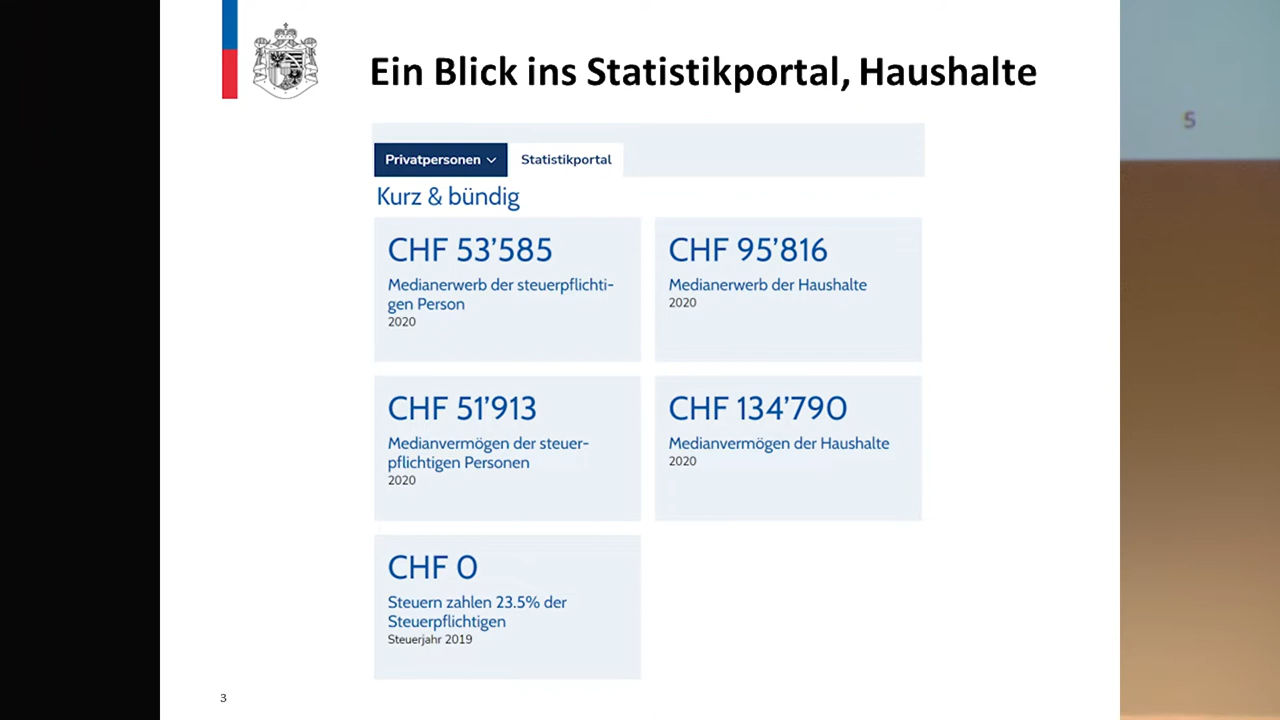 Ein Blick ins Statistikportal, Haushalte
5
Privatpersonen
Statistikportal
Kurz & bündig
CHF 53’585
Medianerwerb der steuerpflichti-
gen Person
2020
CHF 95’816
Medianerwerb der Haushalte
2020
CHF 51’913
Medianvermögen der steuer-
pflichtigen Personen
2020
CHF 134’790
Medianvermögen der Haushalte
2020
CHF 0
Steuern zahlen 23.5% der
Steuerpflichtigen
Steuerjahr 2019
3